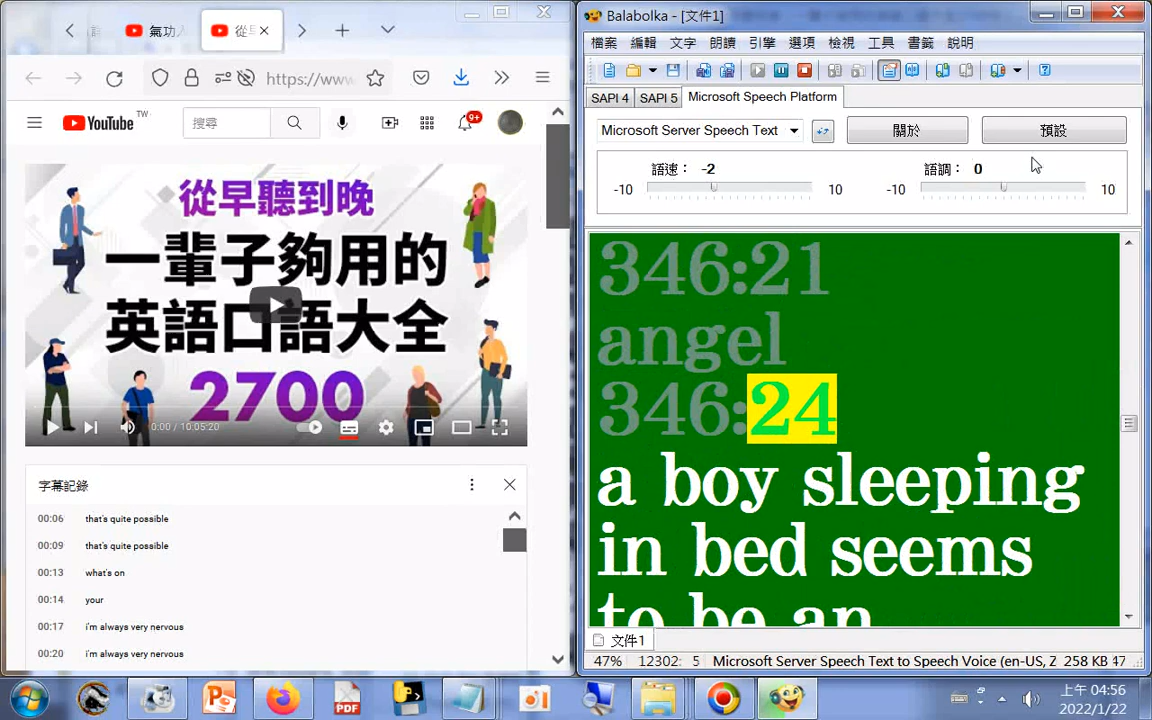 氣功入
從
https://www
YouTube TW
搜尋
9+
從早聽到晚
一輩子夠用的
英語口語大全
2700
0:00 / 10:05:20
字幕記錄
00:06 that's quite possible
00:09 that's quite possible
00:13 what's on
00:14 your
00:17 i'm always very nervous
00:20 i'm always very nervous
Balabolka - [文件1]
檔案 編輯 文字 朗讀 引擎 選項 檢視 工具 書籤 說明
SAPI 4 SAPI 5 Microsoft Speech Platform
Microsoft Server Speech Text 關於 預設
語速： -2 語調： 0
-10 10 -10 10
346:21
angel
346:24
a boy sleeping
in bed seems
to be an
文件1
47% 12302: 5 Microsoft Server Speech Text to Speech Voice (en-US, Z 258 KB 47
PDF
上午 04:56
2022/1/22